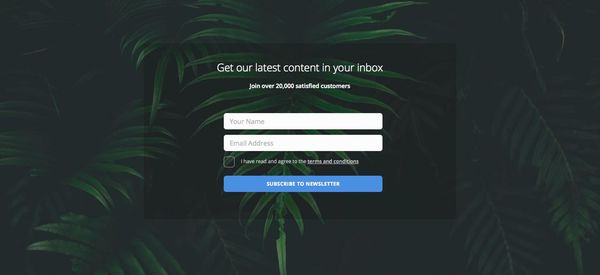 Get our latest content in your inbox
Join over 20,000 satisfied customers
Your Name
Email Address
I have read and agree to the terms and conditions
SUBSCRIBE TO NEWSLETTER